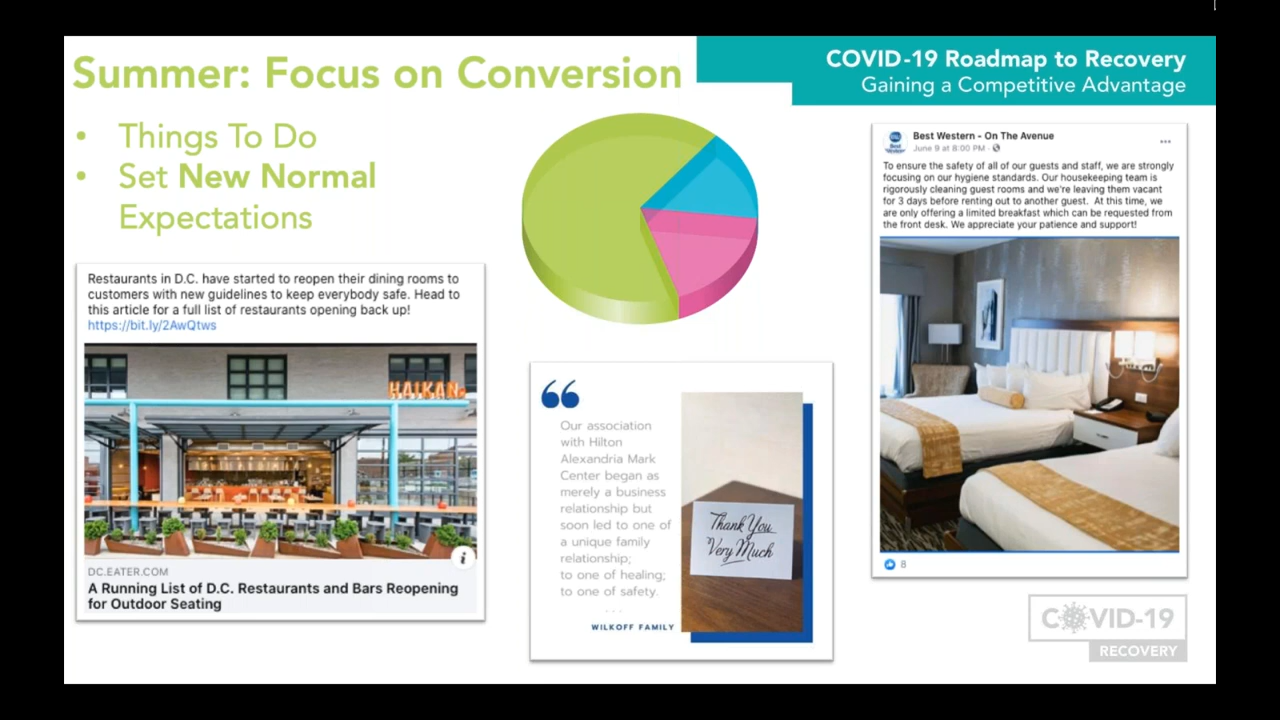 Summer: Focus on Conversion
COVID-19 Roadmap to Recovery
Gaining a Competitive Advantage
• Things To Do
• Set New Normal
Expectations
Restaurants in D.C. have started to reopen their dining rooms to
customers with new guidelines to keep everybody safe. Head to
this article for a full list of restaurants opening back up!
https://bit.ly/2AwQtws
HAIKAN
DC.EATER.COM
A Running List of D.C. Restaurants and Bars Reopening
for Outdoor Seating
Our association
with Hilton
Alexandria Mark
Center began as
merely a business
relationship but
soon led to one of
a unique family
relationship;
to one of healing;
to one of safety.
...
WILKOFF FAMILY
Thank You
Very Much
Best Western - On The Avenue
June 9 at 8:00 PM ·
To ensure the safety of all of our guests and staff, we are strongly
focusing on our hygiene standards. Our housekeeping team is
rigorously cleaning guest rooms and we're leaving them vacant
for 3 days before renting out to another guest. At this time, we
are only offering a limited breakfast which can be requested from
the front desk. We appreciate your patience and support!
8
COVID-19
RECOVERY